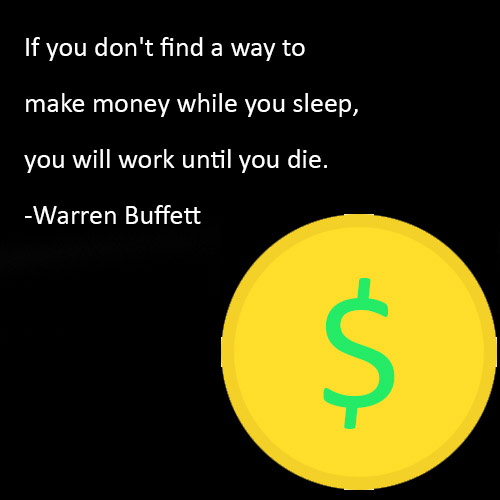 If you don't find a way to
make money while you sleep,
you will work until you die.
-Warren Buffett
$